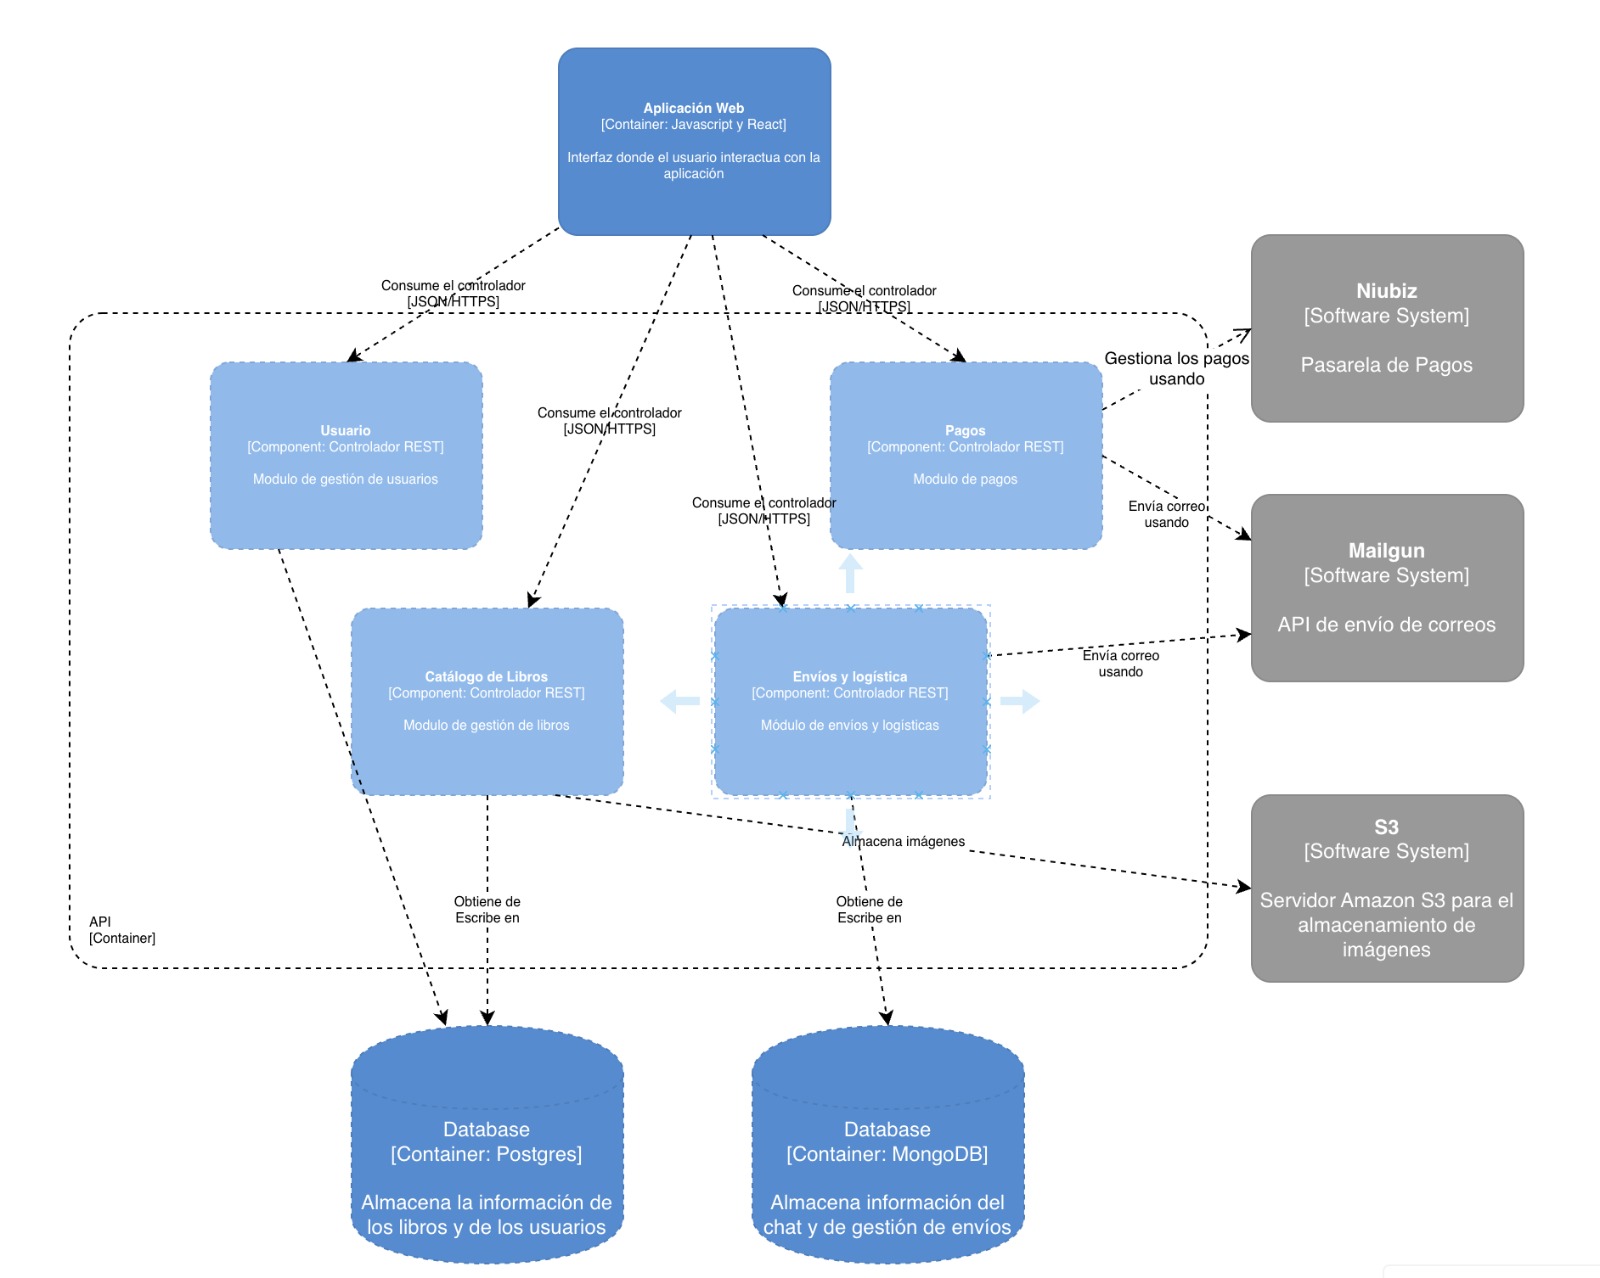 Aplicación Web
[Container: Javascript y React]
Interfaz donde el usuario interactua con la
aplicación
Consume el controlador
[JSON/HTTPS]
Consume el controlador
[JSON/HTTPS]
Niubiz
[Software System]
Pasarela de Pagos
Gestiona los pagos
usando
Consume el controlador
[JSON/HTTPS]
Usuario
[Component: Controlador REST]
Modulo de gestión de usuarios
Pagos
[Component: Controlador REST]
Modulo de pagos
Consume el controlador
[JSON/HTTPS]
Envía correo
usando
Mailgun
[Software System]
API de envío de correos
Catálogo de Libros
[Component: Controlador REST]
Modulo de gestión de libros
Envíos y logística
[Component: Controlador REST]
Módulo de envíos y logísticas
Envía correo
usando
Almacena imágenes
S3
[Software System]
Servidor Amazon S3 para el
almacenamiento de
imágenes
Obtiene de
Escribe en
Obtiene de
Escribe en
API
[Container]
Database
[Container: Postgres]
Almacena la información de
los libros y de los usuarios
Database
[Container: MongoDB]
Almacena información del
chat y de gestión de envíos